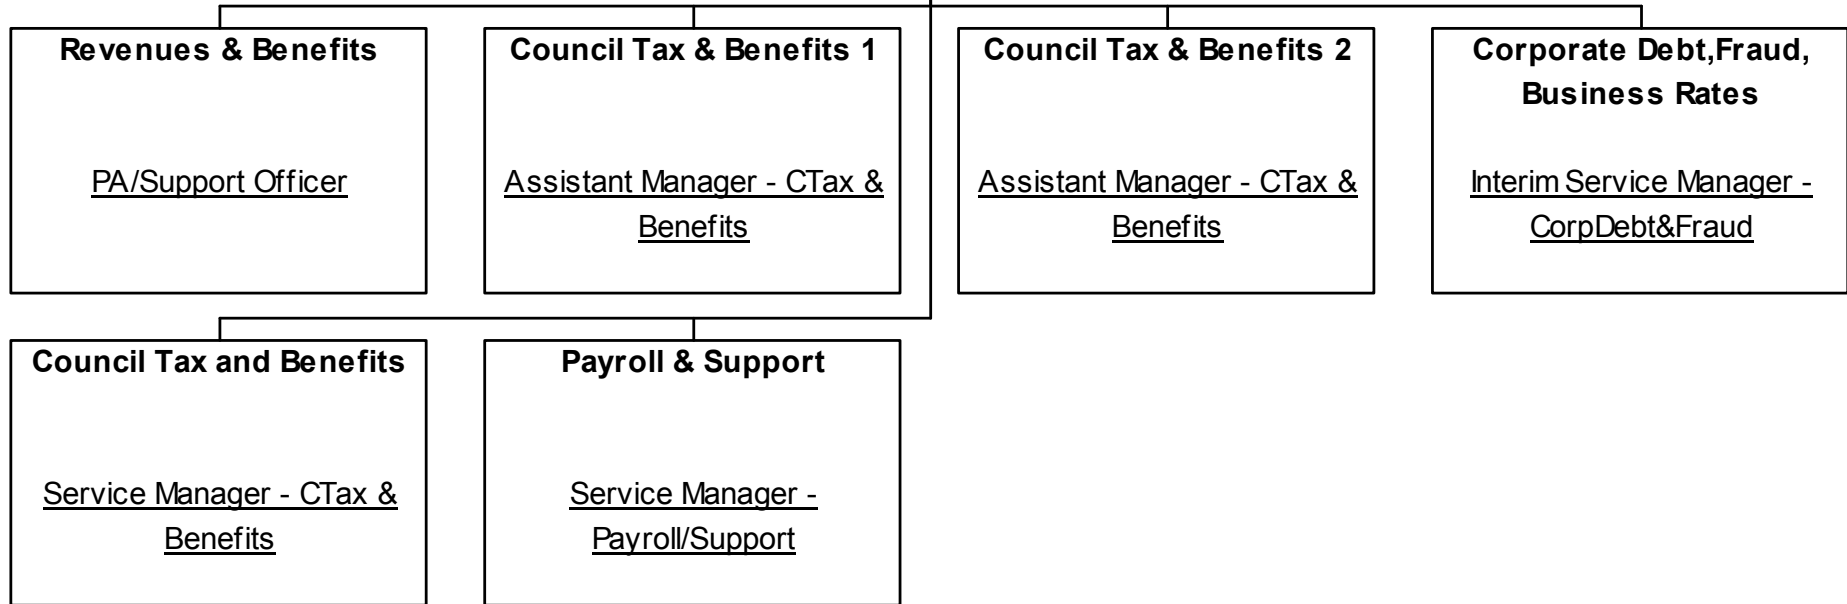 Revenues & Benefits
PA/Support Officer
Council Tax & Benefits 1
Assistant Manager - CTax &
Benefits
Council Tax & Benefits 2
Assistant Manager - CTax &
Benefits
Corporate Debt,Fraud,
Business Rates
Interim Service Manager -
CorpDebt&Fraud
Council Tax and Benefits
Service Manager - CTax &
Benefits
Payroll & Support
Service Manager -
Payroll/Support